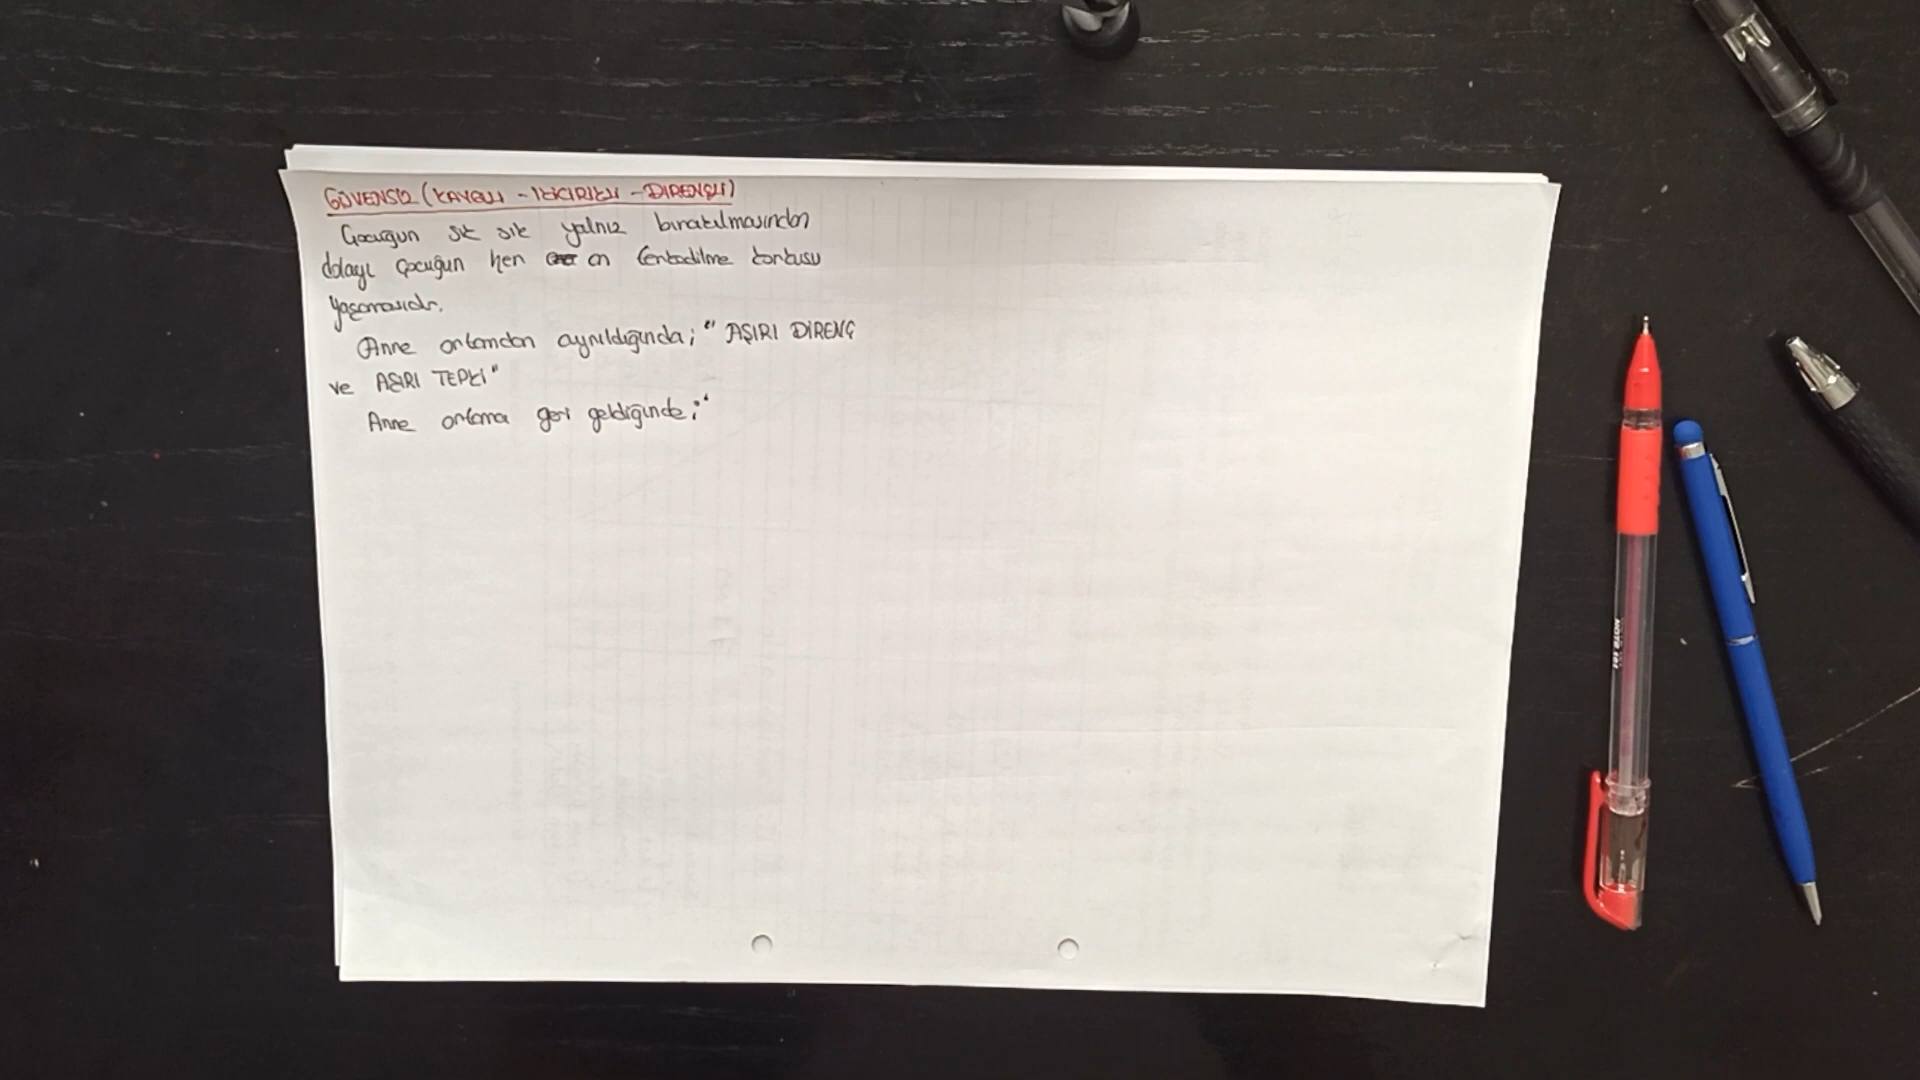 GÜVENSİZ (KAYGILI - İKİRCİKLİ - DİRENÇLİ)
Çocuğun sık sık yalnız bırakılmasından
dolayı çocuğun her an terkedilme korkusu
yaşamasıdır.
Anne ortamdan ayrıldığında; " AŞIRI DİRENÇ
ve AŞIRI TEPKİ"
Anne ortama geri geldiğinde; "